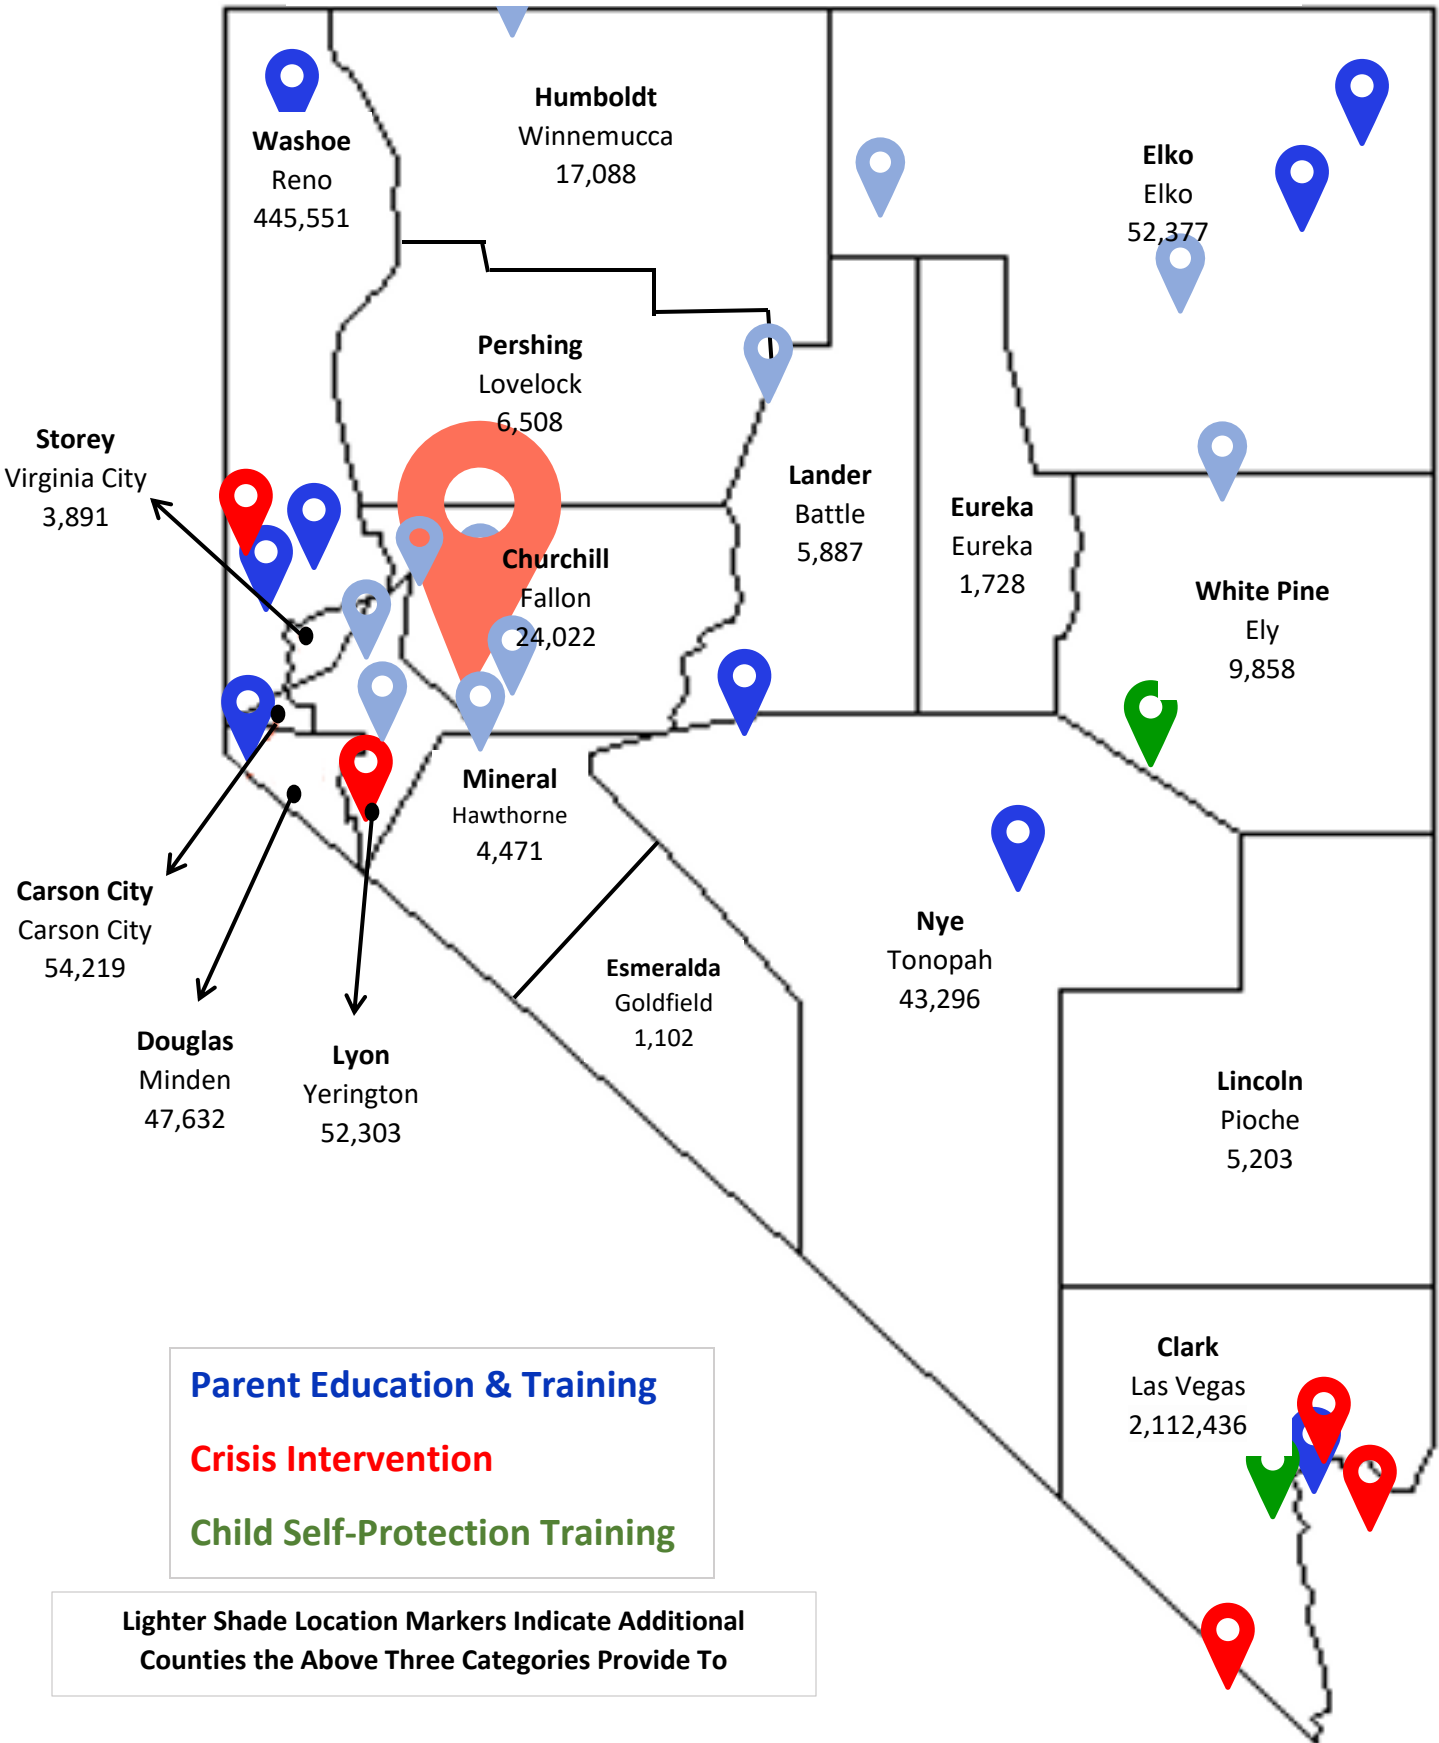 Humboldt
Winnemucca
17,088
Washoe
Reno
445,551
Elko
Elko
52,377
Pershing
Lovelock
6,508
Storey
Virginia City
3,891
Lander
Battle
5,887
Eureka
Eureka
1,728
Churchill
Fallon
24,022
White Pine
Ely
9,858
Mineral
Hawthorne
4,471
Carson City
Carson City
54,219
Nye
Tonopah
43,296
Esmeralda
Goldfield
1,102
Douglas
Minden
47,632
Lyon
Yerington
52,303
Lincoln
Pioche
5,203
Clark
Las Vegas
2,112,436
Parent Education & Training
Crisis Intervention
Child Self-Protection Training
Lighter Shade Location Markers Indicate Additional
Counties the Above Three Categories Provide To